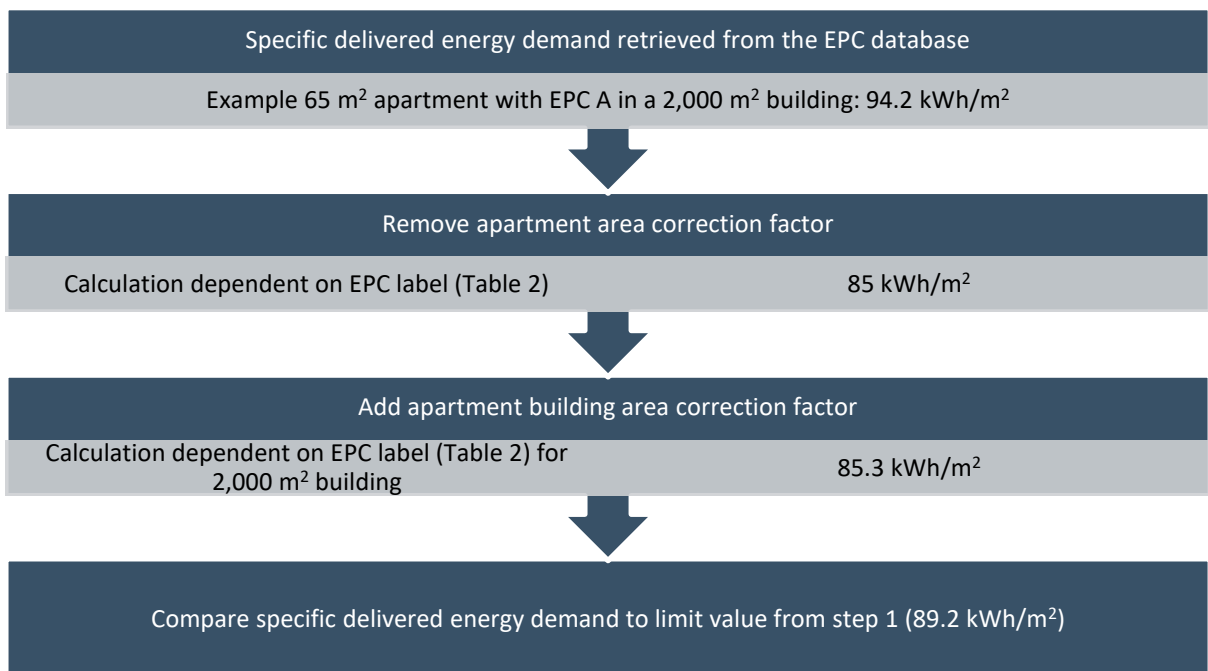 Specific delivered energy demand retrieved from the EPC database
Example 65 m² apartment with EPC A in a 2,000 m² building: 94.2 kWh/m²
Remove apartment area correction factor
Calculation dependent on EPC label (Table 2)
85 kWh/m²
Add apartment building area correction factor
Calculation dependent on EPC label (Table 2) for
2,000 m² building
85.3 kWh/m²
Compare specific delivered energy demand to limit value from step 1 (89.2 kWh/m²)